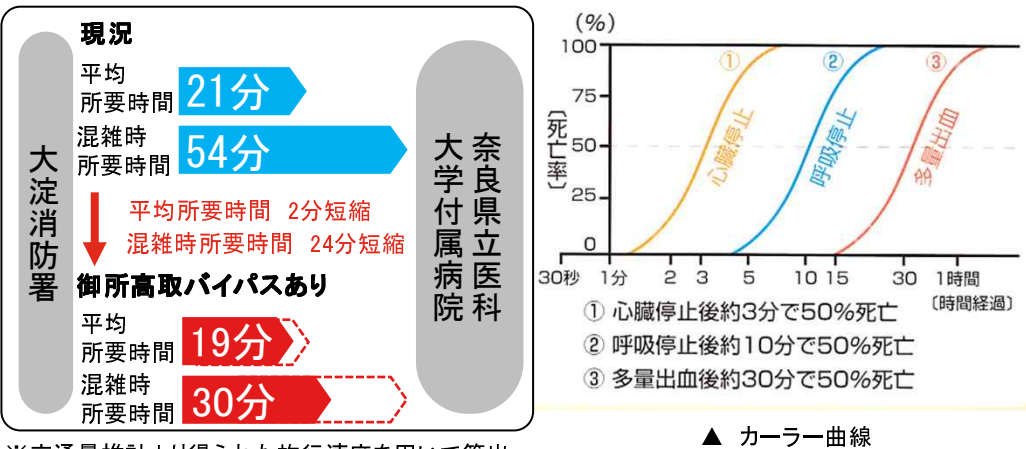 現況
平均
所要時間
21分
混雑時
所要時間
54分
大淀消防署
奈良県立医科
大学付属病院
平均所要時間 2分短縮
混雑時所要時間 24分短縮
御所高取バイパスあり
平均
所要時間
19分
混雑時
所要時間
30分
(%)
100
75
50
25
0
〔死亡率〕
①
②
③
心臓停止
呼吸停止
多量出血
30秒 1分 2 3 5 10 15 30 1時間
〔時間経過〕
① 心臓停止後約3分で50%死亡
② 呼吸停止後約10分で50%死亡
③ 多量出血後約30分で50%死亡
▲ カーラー曲線